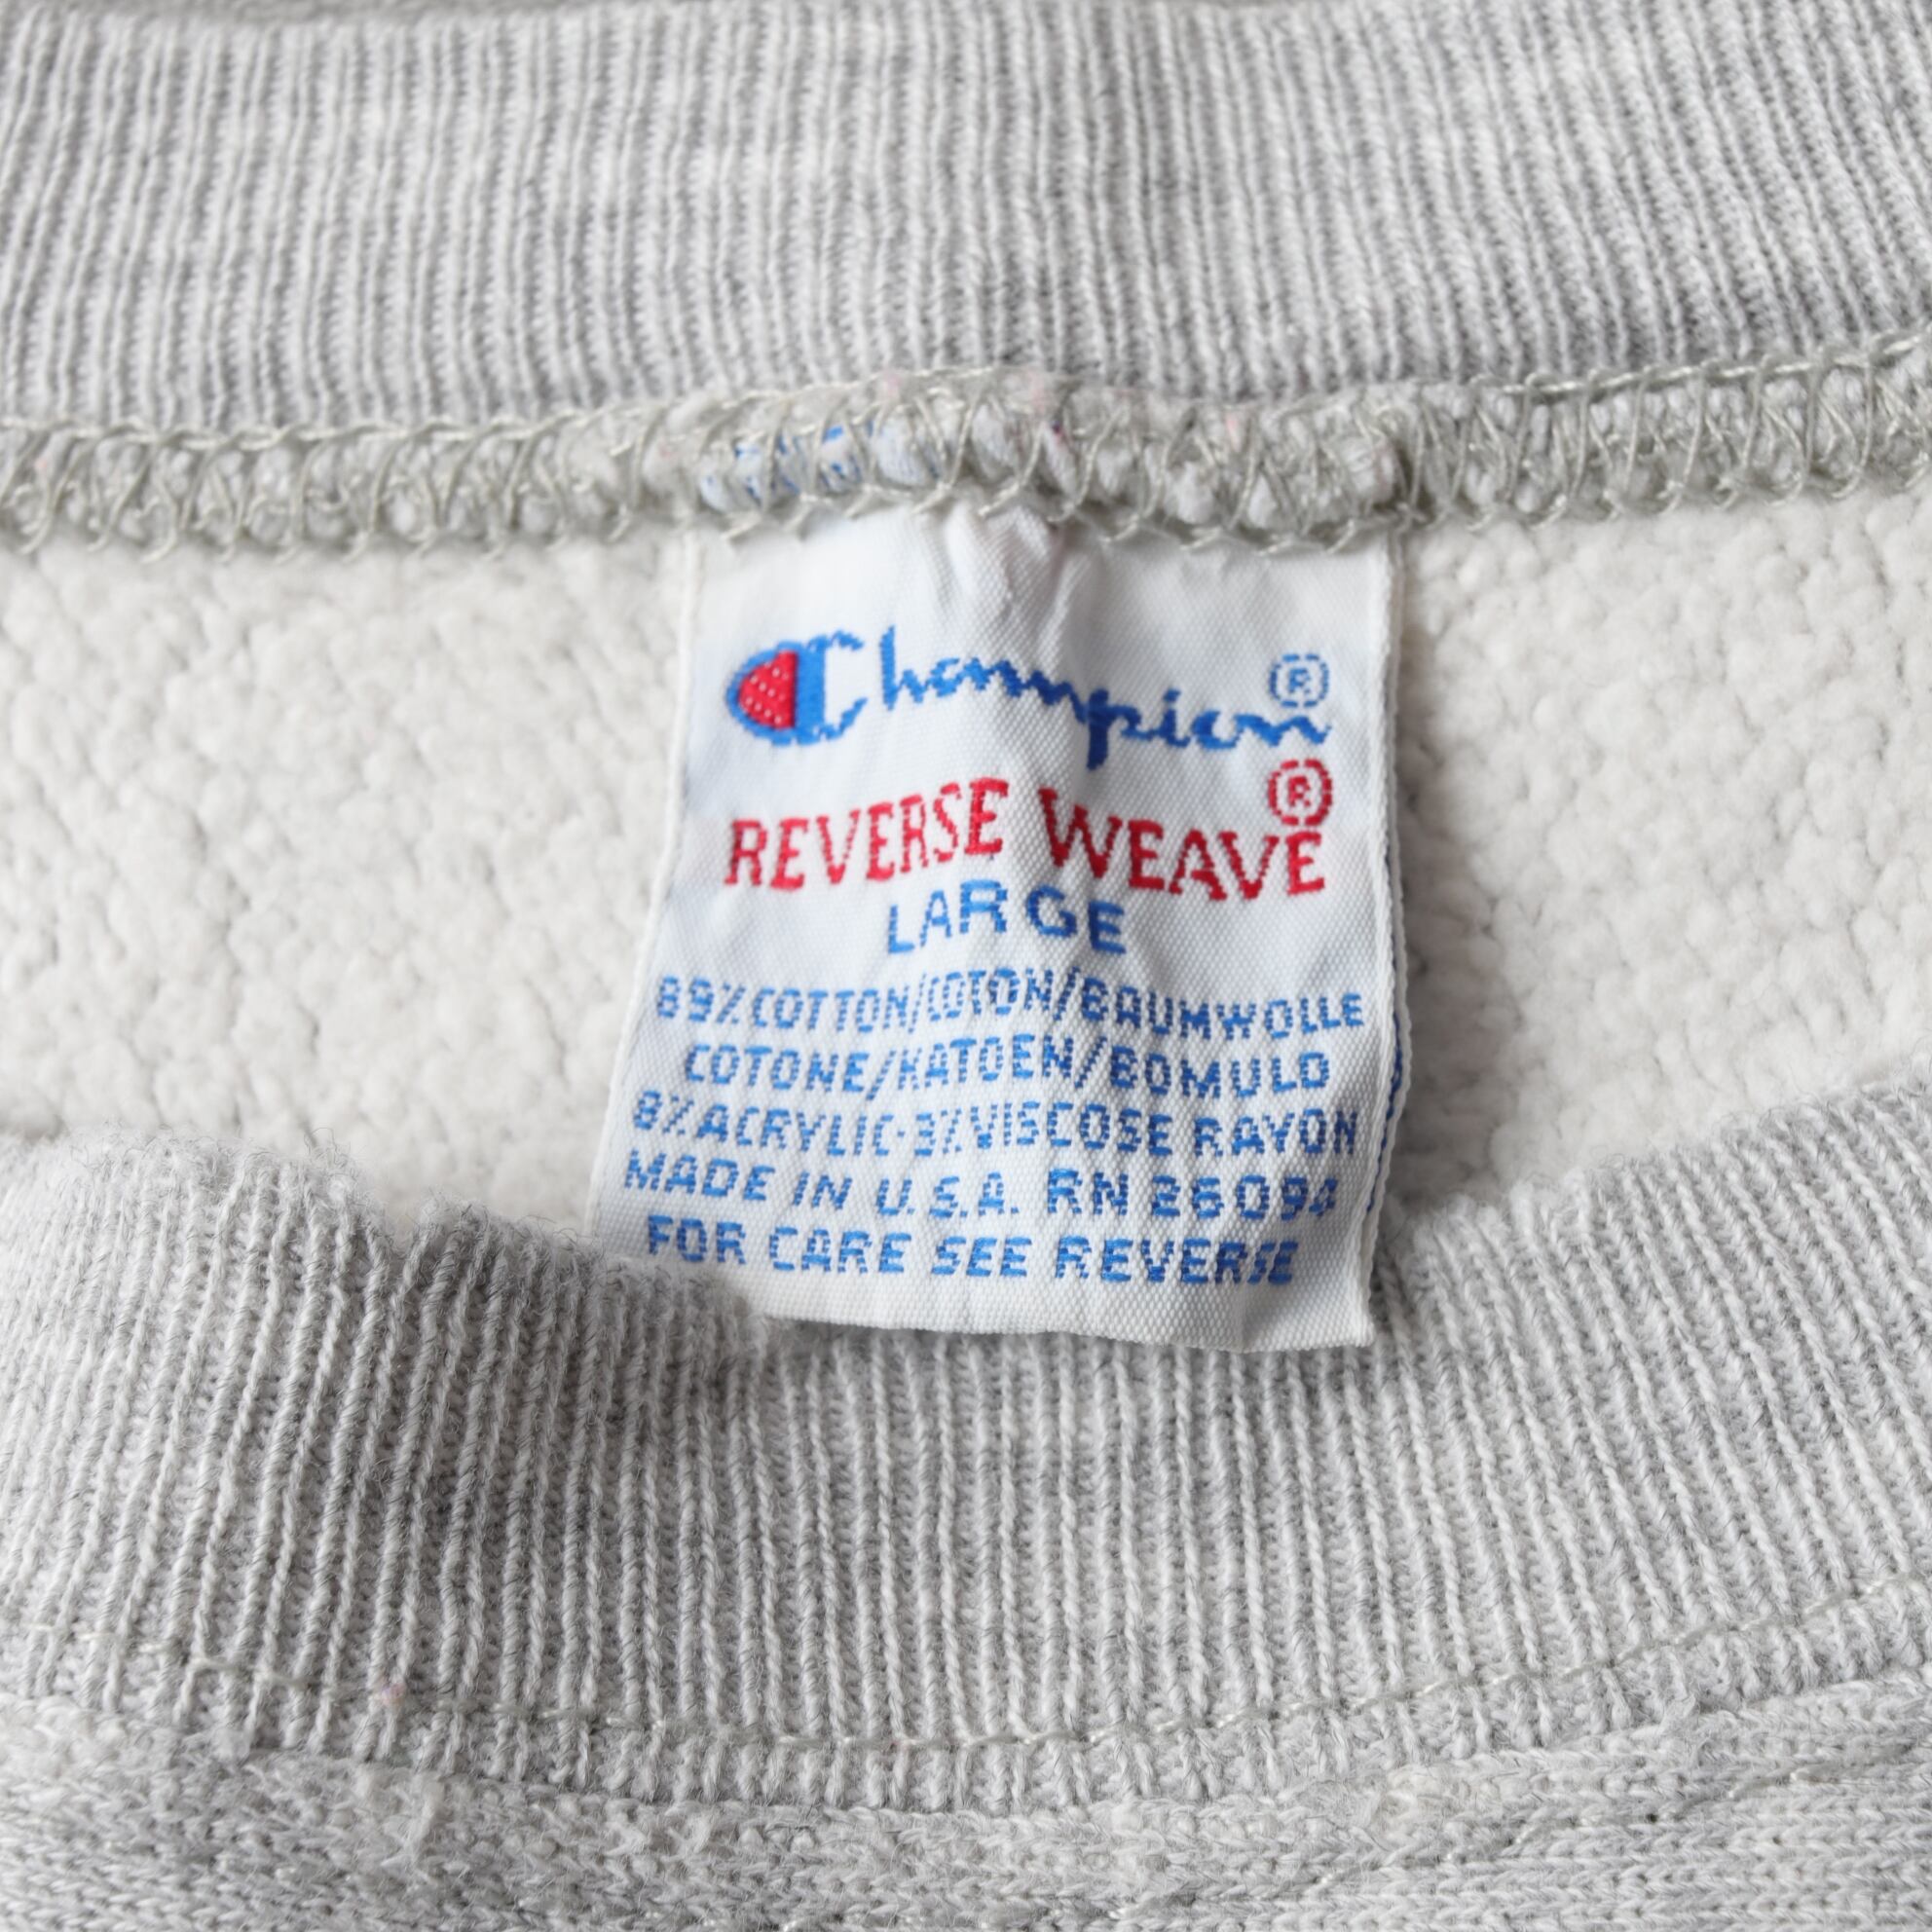 Champion®
REVERSE WEAVE®
LARGE
89% COTTON/COTON/BAUMWOLLE
COTONE/KATOEN/BOMULD
8% ACRYLIC-3% VISCOSE RAYON
MADE IN U.S.A. RN 26094
FOR CARE SEE REVERSE